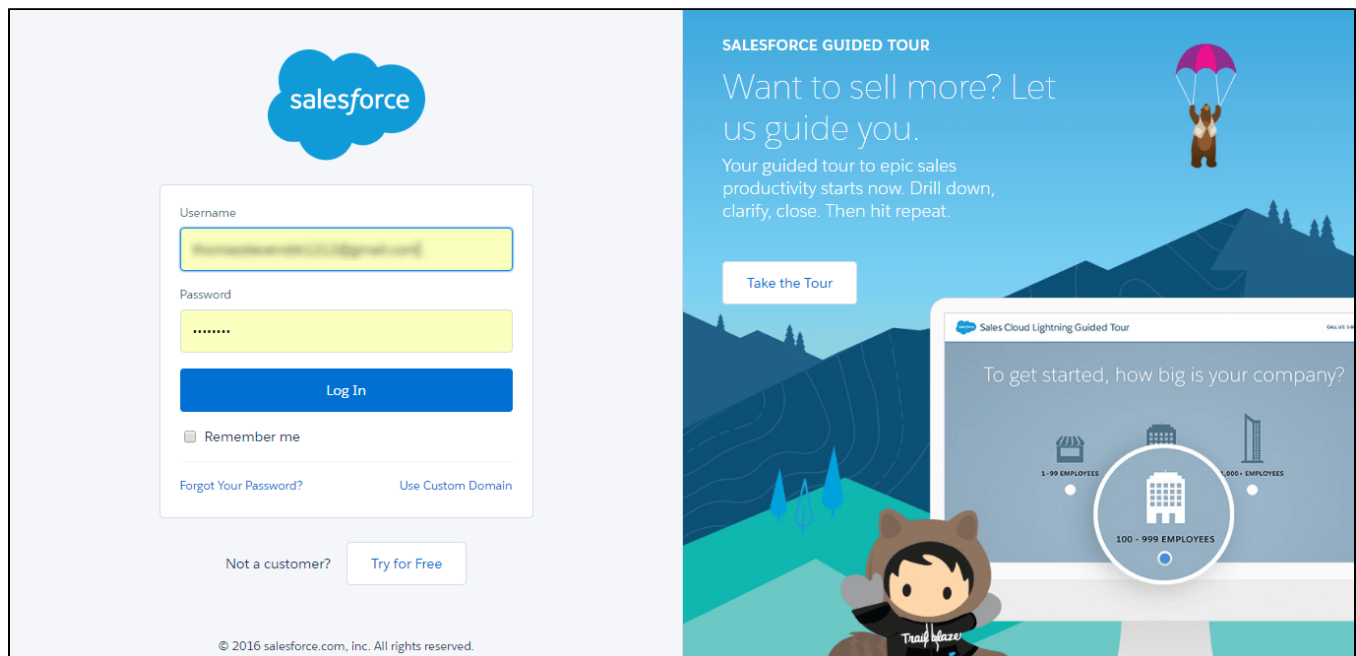 salesforce
Username
Password
••••••••
Log In
Remember me
Forgot Your Password? Use Custom Domain
Not a customer? Try for Free
© 2016 salesforce.com, inc. All rights reserved.
SALESFORCE GUIDED TOUR
Want to sell more? Let
us guide you.
Your guided tour to epic sales
productivity starts now. Drill down,
clarify, close. Then hit repeat.
Take the Tour
Sales Cloud Lightning Guided Tour
CALL US: 1-8
To get started, how big is your company?
1-99 EMPLOYEES
,000+ EMPLOYEES
100 - 999 EMPLOYEES
Trailblazer